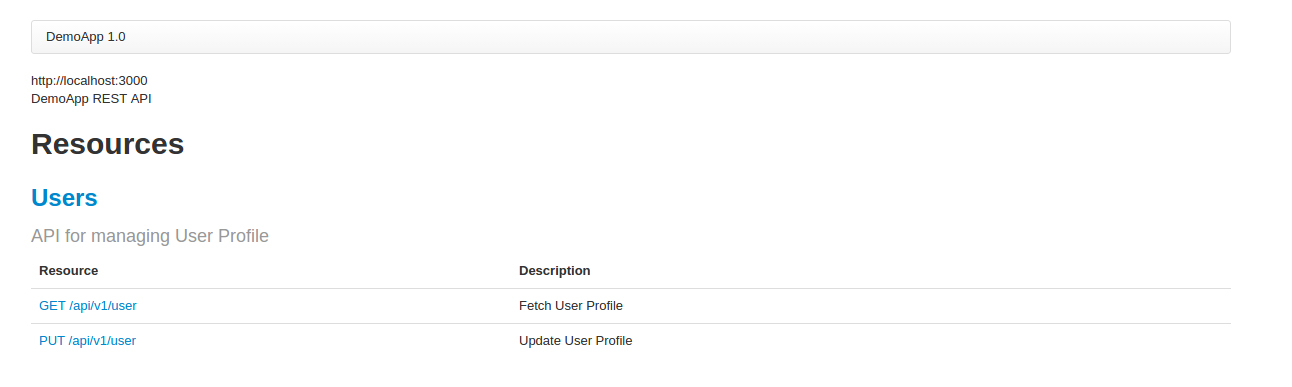 DemoApp 1.0
http://localhost:3000
DemoApp REST API
Resources
Users
API for managing User Profile
Resource Description
GET /api/v1/user Fetch User Profile
PUT /api/v1/user Update User Profile